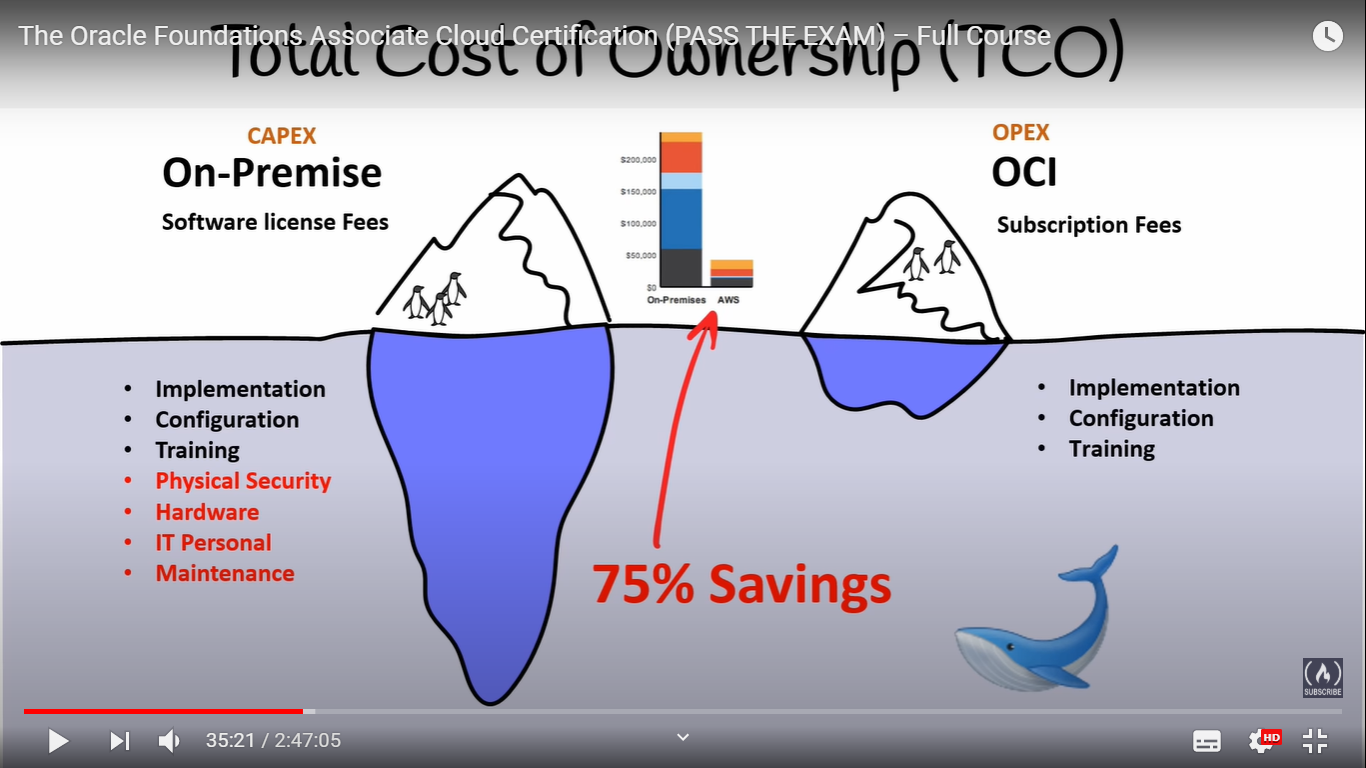 The Oracle Foundations Associate Cloud Certification (PASS THE EXAM) – Full Course
Total Cost of Ownership (TCO)
CAPEX
On-Premise
Software license Fees
$200,000
$150,000
$100,000
$50,000
$0
On-Premises AWS
OPEX
OCI
Subscription Fees
• Implementation
• Configuration
• Training
• Physical Security
• Hardware
• IT Personal
• Maintenance
75% Savings
• Implementation
• Configuration
• Training
SUBSCRIBE
35:21 / 2:47:05
HD